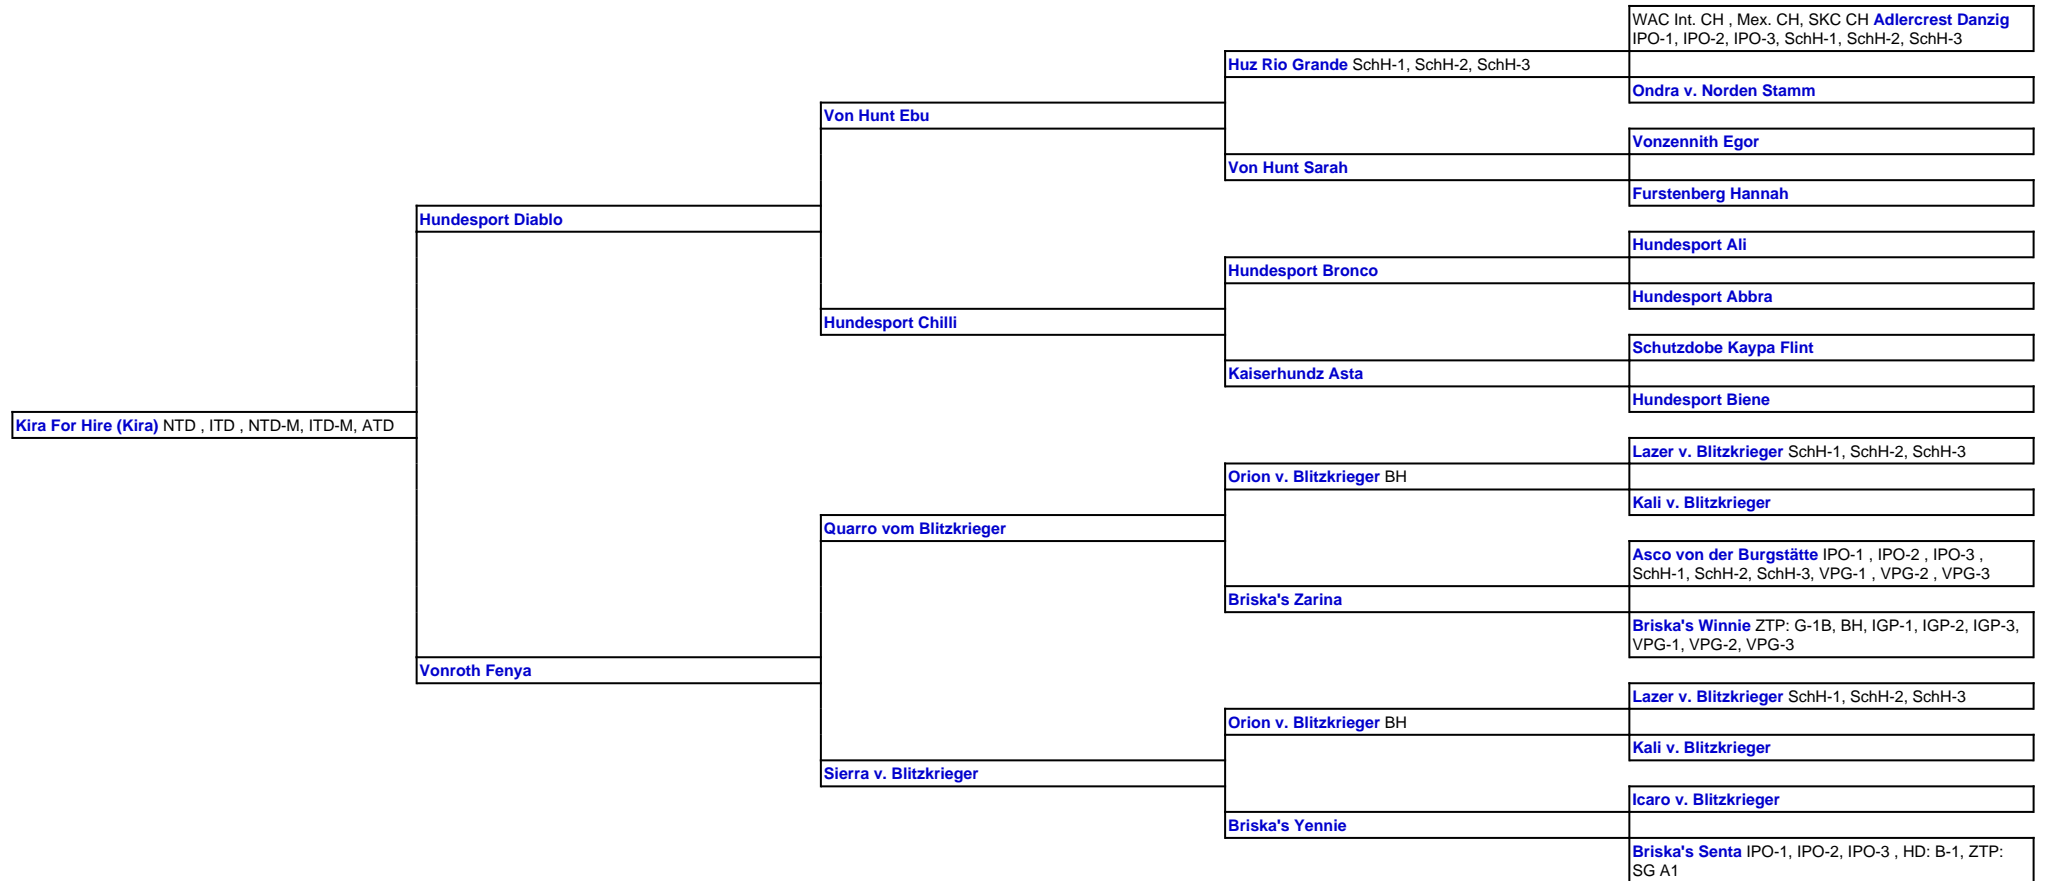 WAC Int. CH , Mex. CH, SKC CH Adlercrest Danzig
IPO-1, IPO-2, IPO-3, SchH-1, SchH-2, SchH-3
Huz Rio Grande SchH-1, SchH-2, SchH-3
Ondra v. Norden Stamm
Von Hunt Ebu
Vonzennith Egor
Von Hunt Sarah
Furstenberg Hannah
Hundesport Diablo
Hundesport Ali
Hundesport Bronco
Hundesport Abbra
Hundesport Chilli
Schutzdobe Kaypa Flint
Kaiserhundz Asta
Hundesport Biene
Kira For Hire (Kira) NTD , ITD , NTD-M, ITD-M, ATD
Lazer v. Blitzkrieger SchH-1, SchH-2, SchH-3
Orion v. Blitzkrieger BH
Kali v. Blitzkrieger
Quarro vom Blitzkrieger
Asco von der Burgstätte IPO-1 , IPO-2 , IPO-3 ,
SchH-1, SchH-2, SchH-3, VPG-1 , VPG-2 , VPG-3
Briska's Zarina
Briska's Winnie ZTP: G-1B, BH, IGP-1, IGP-2, IGP-3,
VPG-1, VPG-2, VPG-3
Vonroth Fenya
Lazer v. Blitzkrieger SchH-1, SchH-2, SchH-3
Orion v. Blitzkrieger BH
Kali v. Blitzkrieger
Sierra v. Blitzkrieger
Icaro v. Blitzkrieger
Briska's Yennie
Briska's Senta IPO-1, IPO-2, IPO-3 , HD: B-1, ZTP:
SG A1